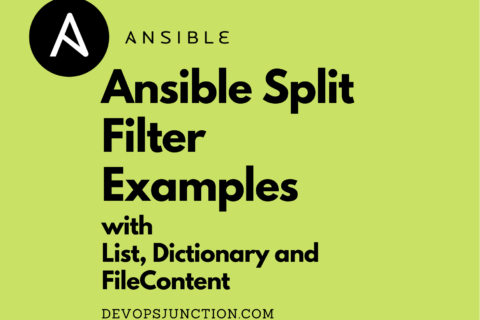 ANSIBLE
Ansible Split
Filter
Examples
with
List, Dictionary and
FileContent
DEVOPSJUNCTION.COM